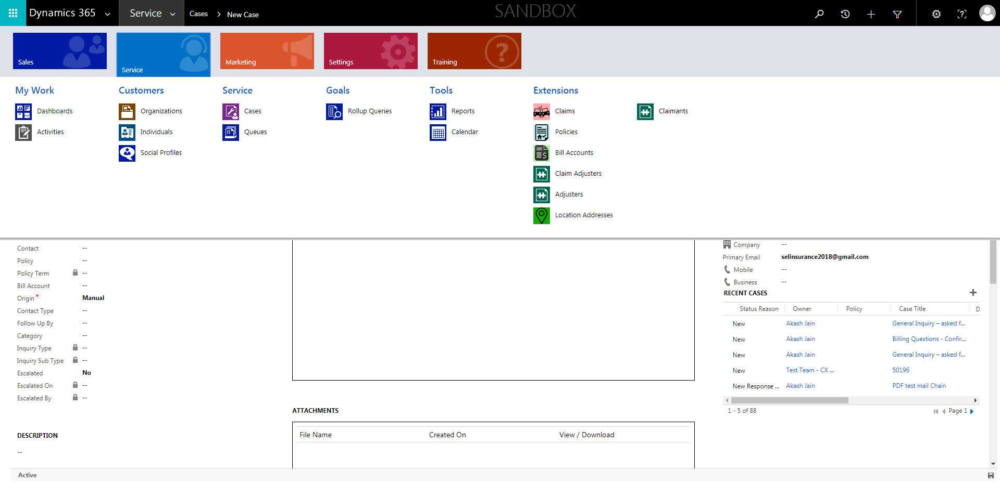 Dynamics 365
Service
Cases
New Case
SANDBOX
Sales
Service
Marketing
Settings
Training
My Work
Dashboards
Activities
Customers
Organizations
Individuals
Social Profiles
Service
Cases
Queues
Goals
Rollup Queries
Tools
Reports
Calendar
Extensions
Claims
Policies
Bill Accounts
Claim Adjusters
Adjusters
Location Addresses
Claimants
Contact --
Policy --
Policy Term --
Bill Account --
Origin * Manual
Contact Type --
Follow Up By --
Category --
Inquiry Type --
Inquiry Sub Type --
Escalated No
Escalated On --
Escalated By --
DESCRIPTION
--
ATTACHMENTS
File Name Created On View / Download
Company --
Primary Email selinsurance2018@gmail.com
Mobile --
Business --
RECENT CASES
Status Reason Owner Policy Case Title D
New Akash Jain General Inquiry – asked f...
New Akash Jain Billing Questions - Confir...
New Akash Jain General Inquiry – asked f...
New Test Team - CX ... 50196
New Response ... Akash Jain PDF test mail Chain
1 - 5 of 88 Page 1
Active